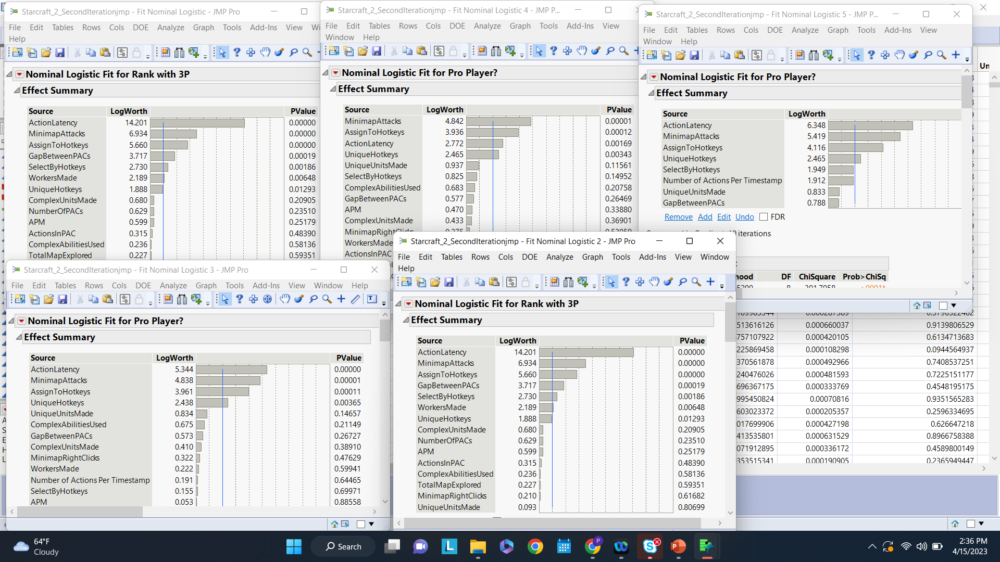 Starcraft_2_SecondIterationjmp - Fit Nominal Logistic - JMP Pro
File Edit Tables Rows Cols DOE Analyze Graph Tools Add-Ins View
Help
Nominal Logistic Fit for Rank with 3P
Effect Summary
Source LogWorth PValue
ActionLatency 14.201 0.00000
MinimapAttacks 6.934 0.00000
AssignToHotkeys 5.660 0.00000
GapBetweenPACs 3.717 0.00019
SelectByHotkeys 2.730 0.00186
WorkersMade 2.189 0.00648
UniqueHotkeys 1.888 0.01293
ComplexUnitsMade 0.680 0.20905
NumberOfPACs 0.629 0.23510
APM 0.599 0.25179
ActionsInPAC 0.315 0.48390
ComplexAbilitiesUsed 0.236 0.58136
TotalMapExplored 0.227 0.59351
Starcraft_2_SecondIterationjmp - Fit Nominal Logistic 4 - JMP P...
File Edit Tables Rows Cols DOE Analyze Graph Tools Add-Ins View
Window Help
Nominal Logistic Fit for Pro Player?
Effect Summary
Source LogWorth PValue
MinimapAttacks 4.842 0.00001
AssignToHotkeys 3.936 0.00012
ActionLatency 2.772 0.00169
UniqueHotkeys 2.465 0.00343
UniqueUnitsMade 0.937 0.11561
SelectByHotkeys 0.825 0.14952
ComplexAbilitiesUsed 0.683 0.20758
GapBetweenPACs 0.577 0.26469
APM 0.470 0.33880
ComplexUnitsMade 0.433 0.36901
WorkersMade
ActionsInPAC
Starcraft_2_SecondIterationjmp - Fit Nominal Logistic 5 - JMP P...
File Edit Tables Rows Cols DOE Analyze Graph Tools Add-Ins View
Window Help
Nominal Logistic Fit for Pro Player?
Effect Summary
Source LogWorth
ActionLatency 6.348
MinimapAttacks 5.419
AssignToHotkeys 4.116
UniqueHotkeys 2.465
SelectByHotkeys 1.949
Number of Actions Per Timestamp 1.912
UniqueUnitsMade 0.833
GapBetweenPACs 0.788
Remove Add Edit Undo FDR
iterations
hood DF ChiSquare Prob>ChiSq
Un
513616126 0.000660037 0.9139806529
757107922 0.000420105 0.6134713683
225869458 0.000108298 0.0944564937
370561878 0.000492966 0.7408537251
240476026 0.000481593 0.7225151177
696367175 0.000333769 0.4548195175
995450824 0.00070816 0.9351565283
603023372 0.000205357 0.2596334695
017699906 0.000427198 0.626647218
413535801 0.000631529 0.8966758388
071912895 0.000336172 0.4589800149
353515341 0.000190905 0.2365949447
Starcraft_2_SecondIterationjmp - Fit Nominal Logistic 3 - JMP Pro
File Edit Tables Rows Cols DOE Analyze Graph Tools Add-Ins View Window Help
Nominal Logistic Fit for Pro Player?
Effect Summary
Source LogWorth PValue
ActionLatency 5.344 0.00000
MinimapAttacks 4.838 0.00001
AssignToHotkeys 3.961 0.00011
UniqueHotkeys 2.438 0.00365
UniqueUnitsMade 0.834 0.14657
ComplexAbilitiesUsed 0.675 0.21149
GapBetweenPACs 0.573 0.26727
ComplexUnitsMade 0.410 0.38910
MinimapRightClicks 0.322 0.47629
WorkersMade 0.222 0.59941
Number of Actions Per Timestamp 0.191 0.64465
SelectByHotkeys 0.155 0.69971
APM 0.053 0.88558
Starcraft_2_SecondIterationjmp - Fit Nominal Logistic 2 - JMP Pro
File Edit Tables Rows Cols DOE Analyze Graph Tools Add-Ins View Window
Help
Nominal Logistic Fit for Rank with 3P
Effect Summary
Source LogWorth PValue
ActionLatency 14.201 0.00000
MinimapAttacks 6.934 0.00000
AssignToHotkeys 5.660 0.00000
GapBetweenPACs 3.717 0.00019
SelectByHotkeys 2.730 0.00186
WorkersMade 2.189 0.00648
UniqueHotkeys 1.888 0.01293
ComplexUnitsMade 0.680 0.20905
NumberOfPACs 0.629 0.23510
APM 0.599 0.25179
ActionsInPAC 0.315 0.48390
ComplexAbilitiesUsed 0.236 0.58136
TotalMapExplored 0.227 0.59351
MinimapRightClicks 0.210 0.61682
UniqueUnitsMade 0.093 0.80699
64°F
Cloudy
Search
2:36 PM
4/15/2023